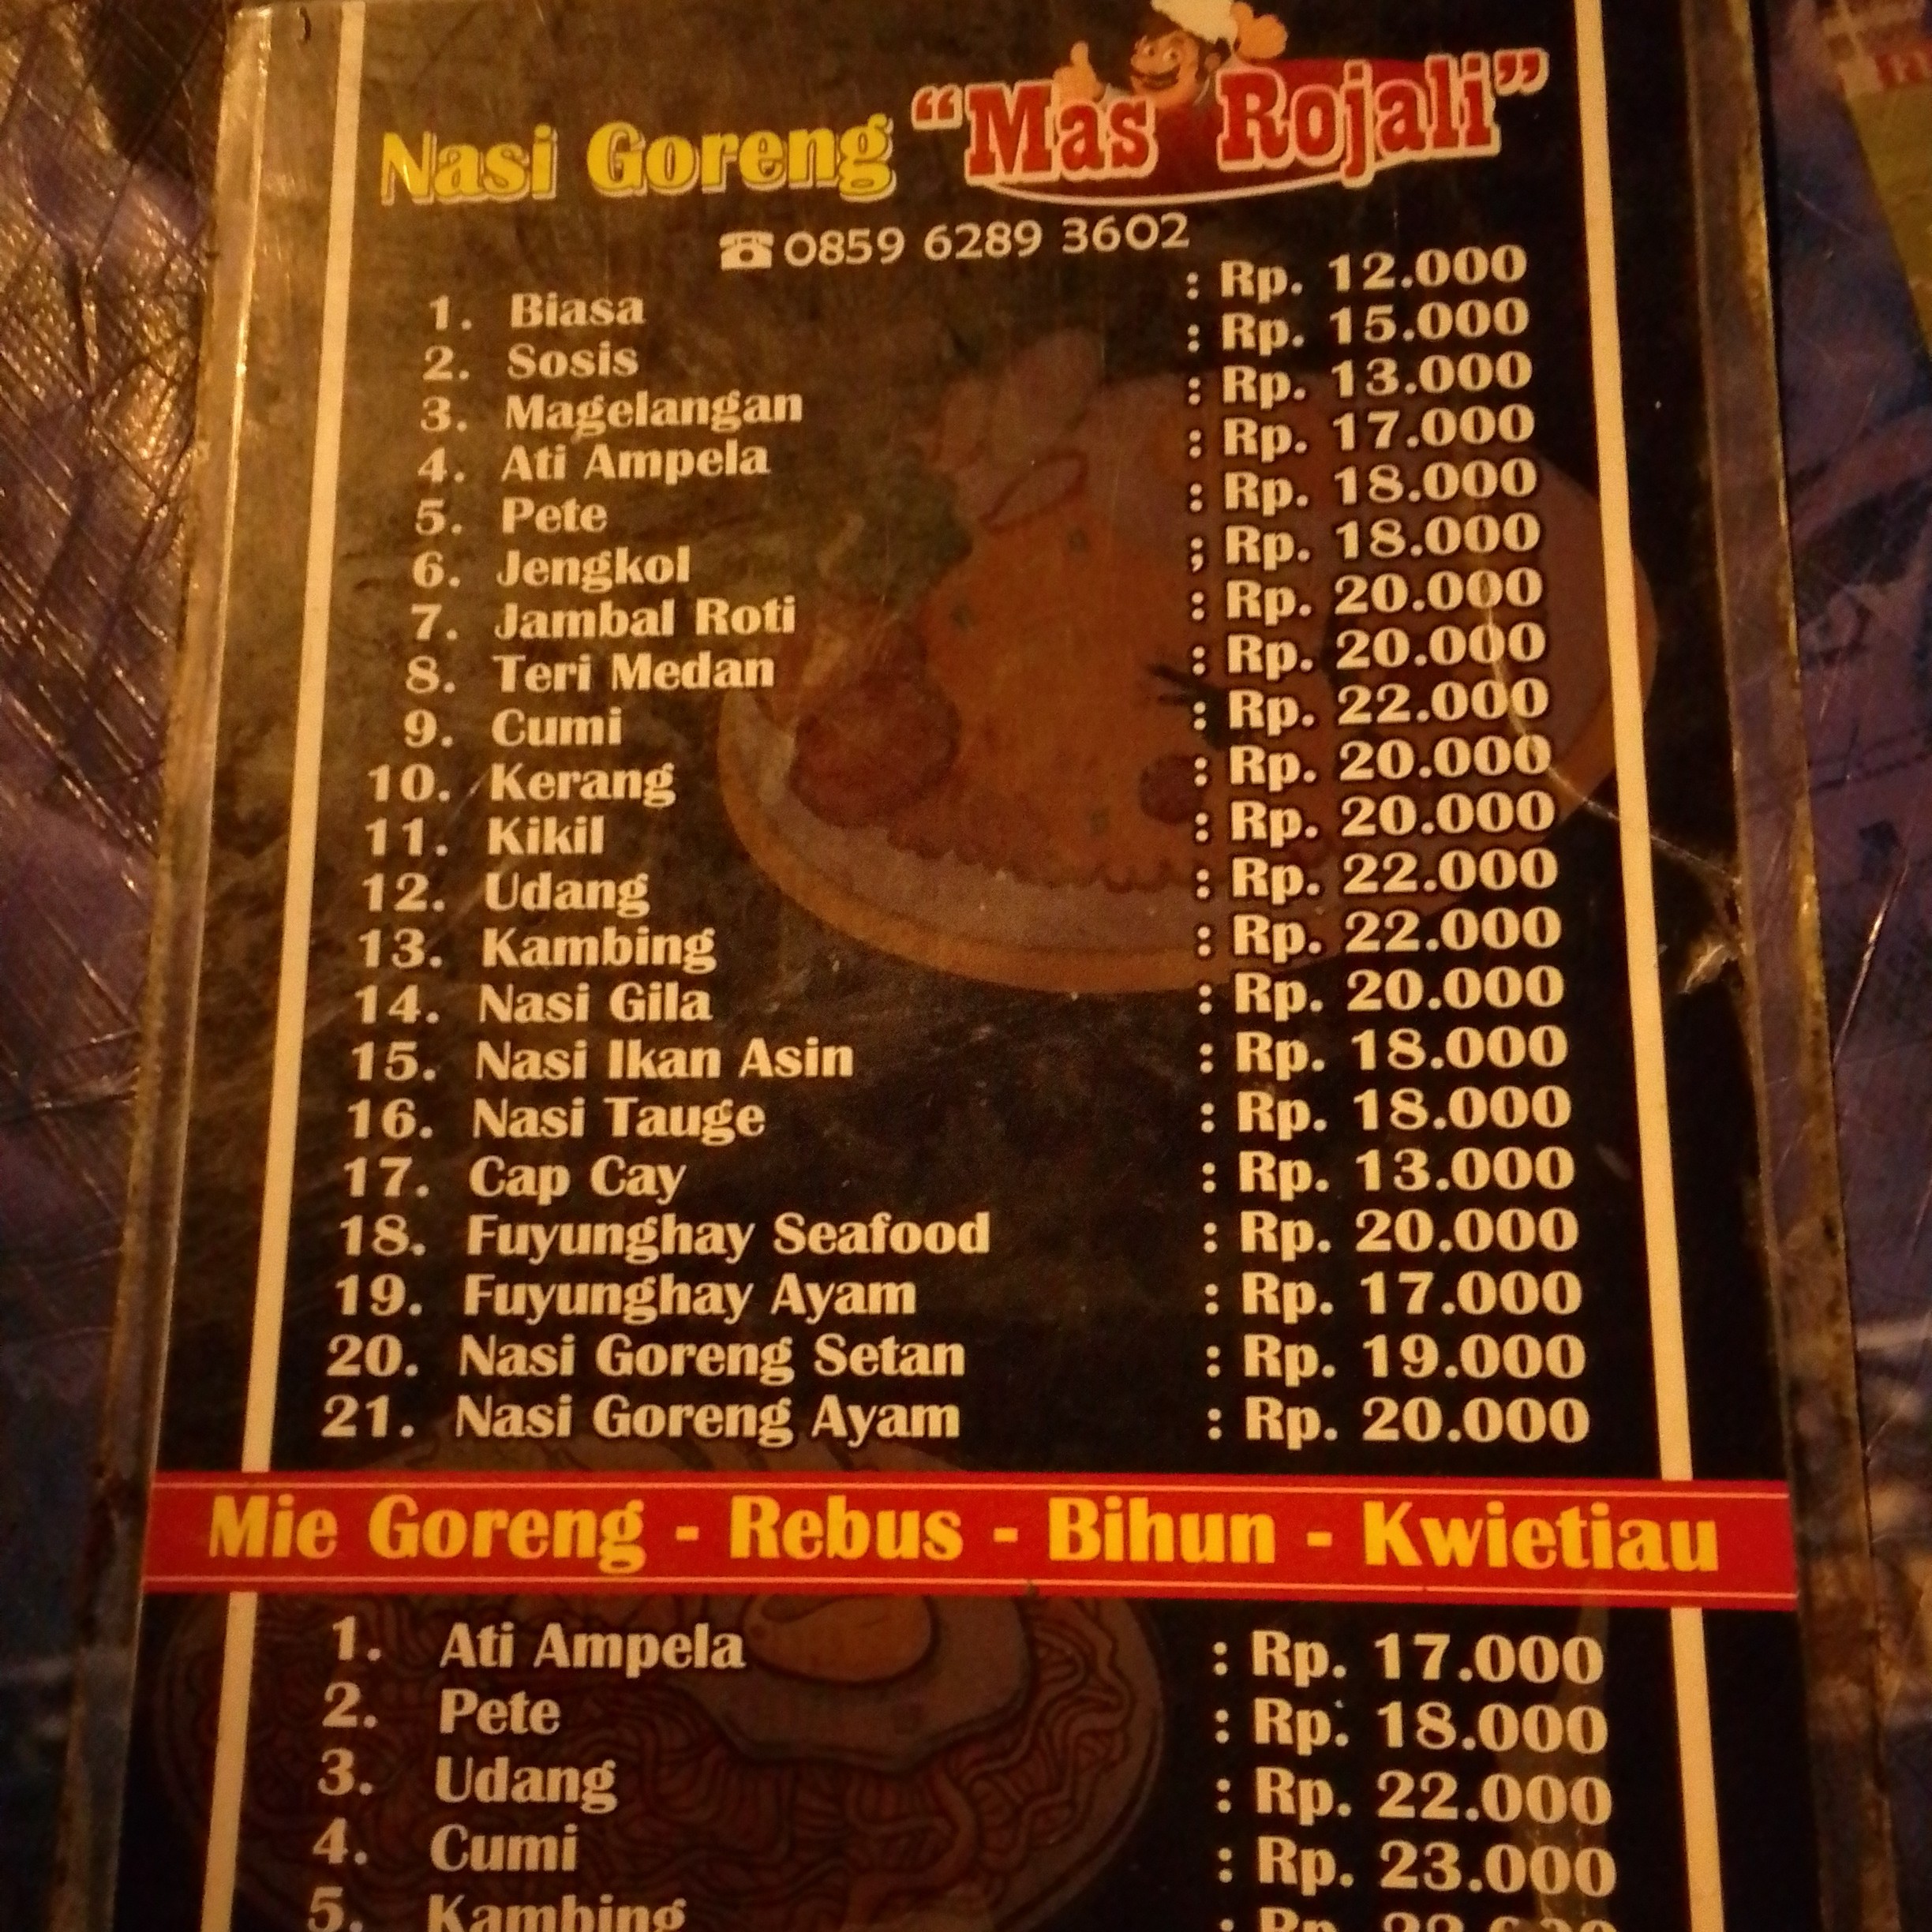 Nasi Goreng "Mas Rojali"
☎ 0859 6289 3602
1. Biasa : Rp. 12.000
2. Sosis : Rp. 15.000
3. Magelangan : Rp. 13.000
4. Ati Ampela : Rp. 17.000
5. Pete : Rp. 18.000
6. Jengkol ; Rp. 18.000
7. Jambal Roti : Rp. 20.000
8. Teri Medan : Rp. 20.000
9. Cumi : Rp. 22.000
10. Kerang : Rp. 20.000
11. Kikil : Rp. 20.000
12. Udang : Rp. 22.000
13. Kambing : Rp. 22.000
14. Nasi Gila : Rp. 20.000
15. Nasi Ikan Asin : Rp. 18.000
16. Nasi Tauge : Rp. 18.000
17. Cap Cay : Rp. 13.000
18. Fuyunghay Seafood : Rp. 20.000
19. Fuyunghay Ayam : Rp. 17.000
20. Nasi Goreng Setan : Rp. 19.000
21. Nasi Goreng Ayam : Rp. 20.000
Mie Goreng - Rebus - Bihun - Kwietiau
1. Ati Ampela : Rp. 17.000
2. Pete : Rp. 18.000
3. Udang : Rp. 22.000
4. Cumi : Rp. 23.000
5. Kambing : Rp.